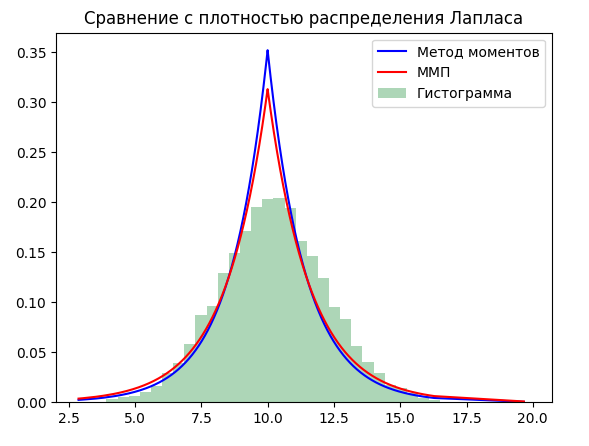 Сравнение с плотностью распределения Лапласа
0.35
0.30
0.25
0.20
0.15
0.10
0.05
0.00
Метод моментов
ММП
Гистограмма
2.5 5.0 7.5 10.0 12.5 15.0 17.5 20.0